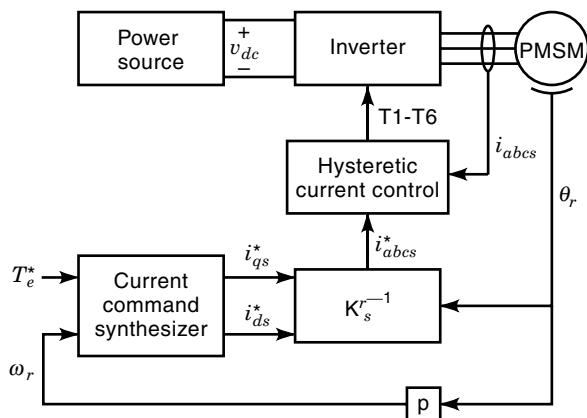 Power
source
+
v_dc
−
Inverter
PMSM
T1-T6
i_abcs
Hysteretic
current control
θ_r
i*_abcs
T*_e
Current
command
synthesizer
i*_qs
i*_ds
K_s^r—1
ω_r
p